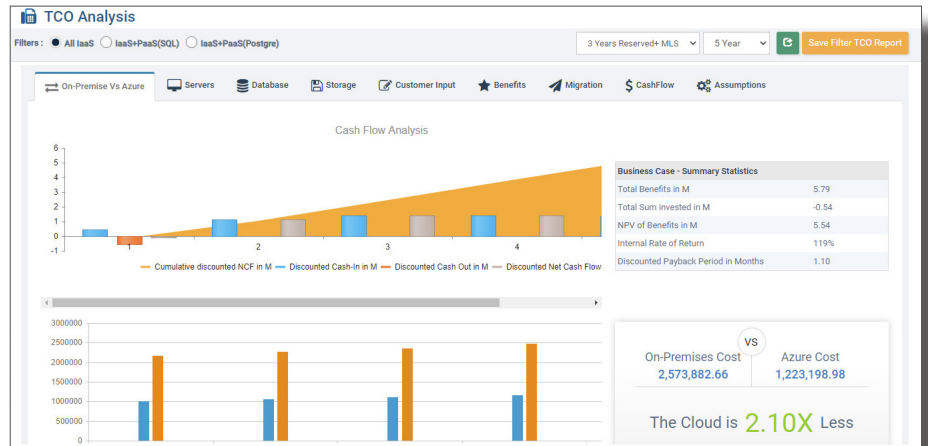 TCO Analysis
Filters : All IaaS IaaS+PaaS(SQL) IaaS+PaaS(Postgre) 3 Years Reserved+ MLS 5 Year Save Filter TCO Report
On-Premise Vs Azure Servers Database Storage Customer Input Benefits Migration CashFlow Assumptions
Cash Flow Analysis
6
5
4
3
2
1
0
-1
1 2 3 4
Cumulative discounted NCF in M Discounted Cash-In in M Discounted Cash Out in M Discounted Net Cash Flow
Business Case - Summary Statistics
Total Benefits in M 5.79
Total Sum invested in M -0.54
NPV of Benefits in M 5.54
Internal Rate of Return 119%
Discounted Payback Period in Months 1.10
3000000
2500000
2000000
1500000
1000000
500000
0
VS
On-Premises Cost Azure Cost
2,573,882.66 1,223,198.98
The Cloud is 2.10X Less